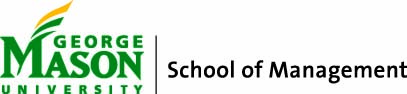 GEORGE
MASON
UNIVERSITY
School of Management